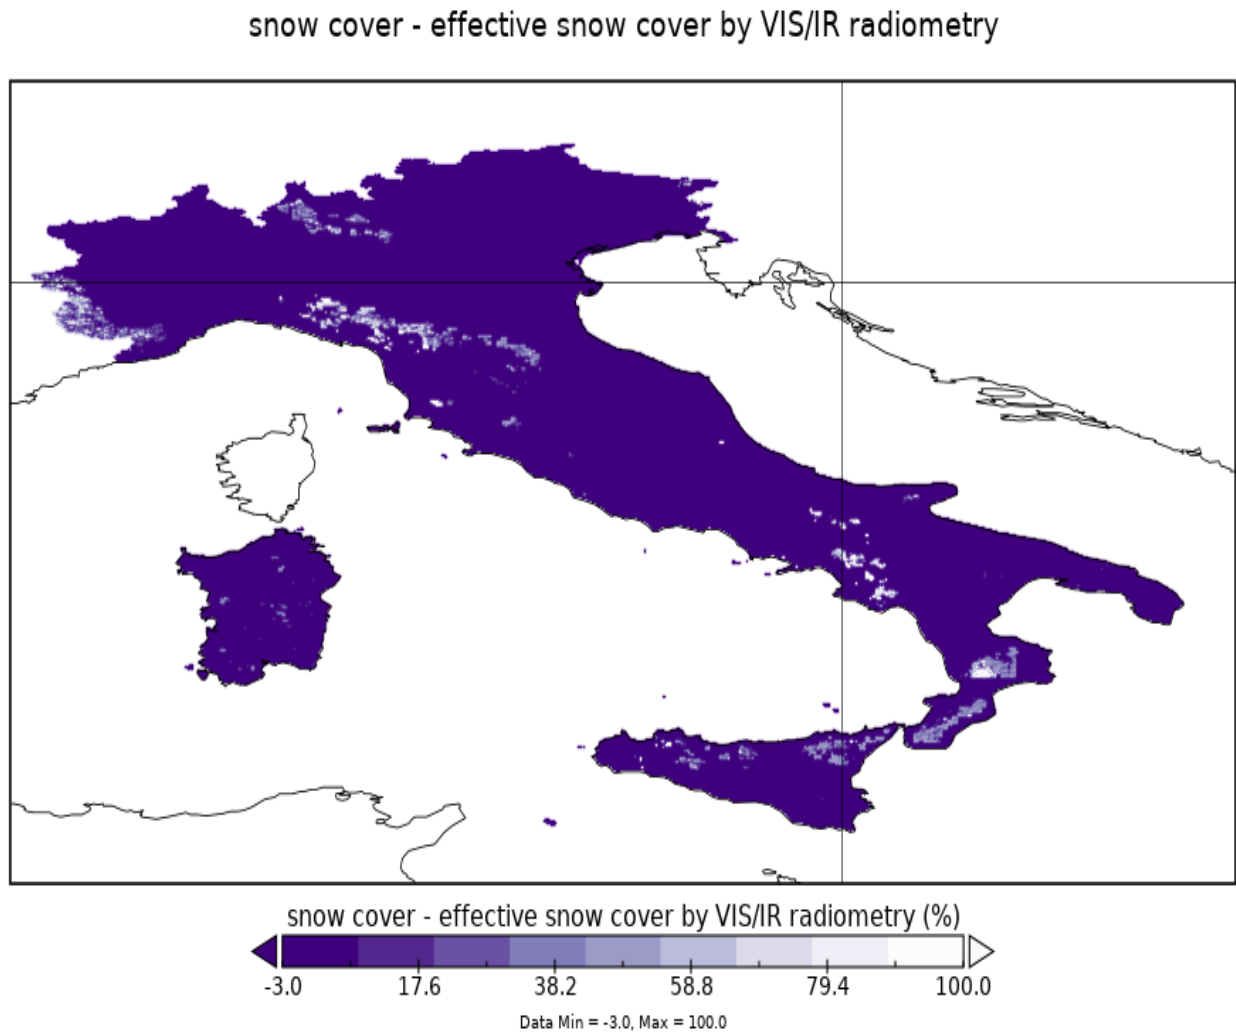 snow cover - effective snow cover by VIS/IR radiometry
snow cover - effective snow cover by VIS/IR radiometry (%)
-3.0 17.6 38.2 58.8 79.4 100.0
Data Min = -3.0, Max = 100.0